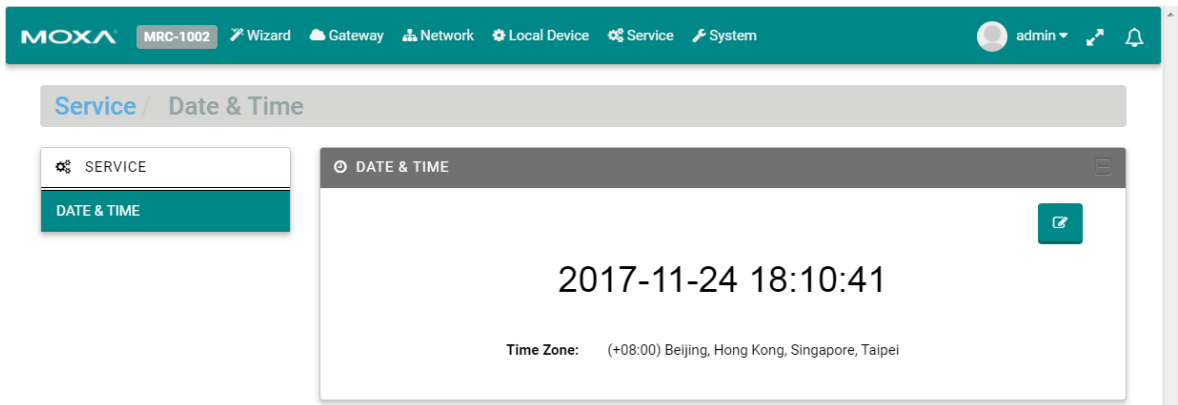 MOXA MRC-1002 Wizard Gateway Network Local Device Service System admin
Service / Date & Time
SERVICE
DATE & TIME
DATE & TIME
2017-11-24 18:10:41
Time Zone: (+08:00) Beijing, Hong Kong, Singapore, Taipei